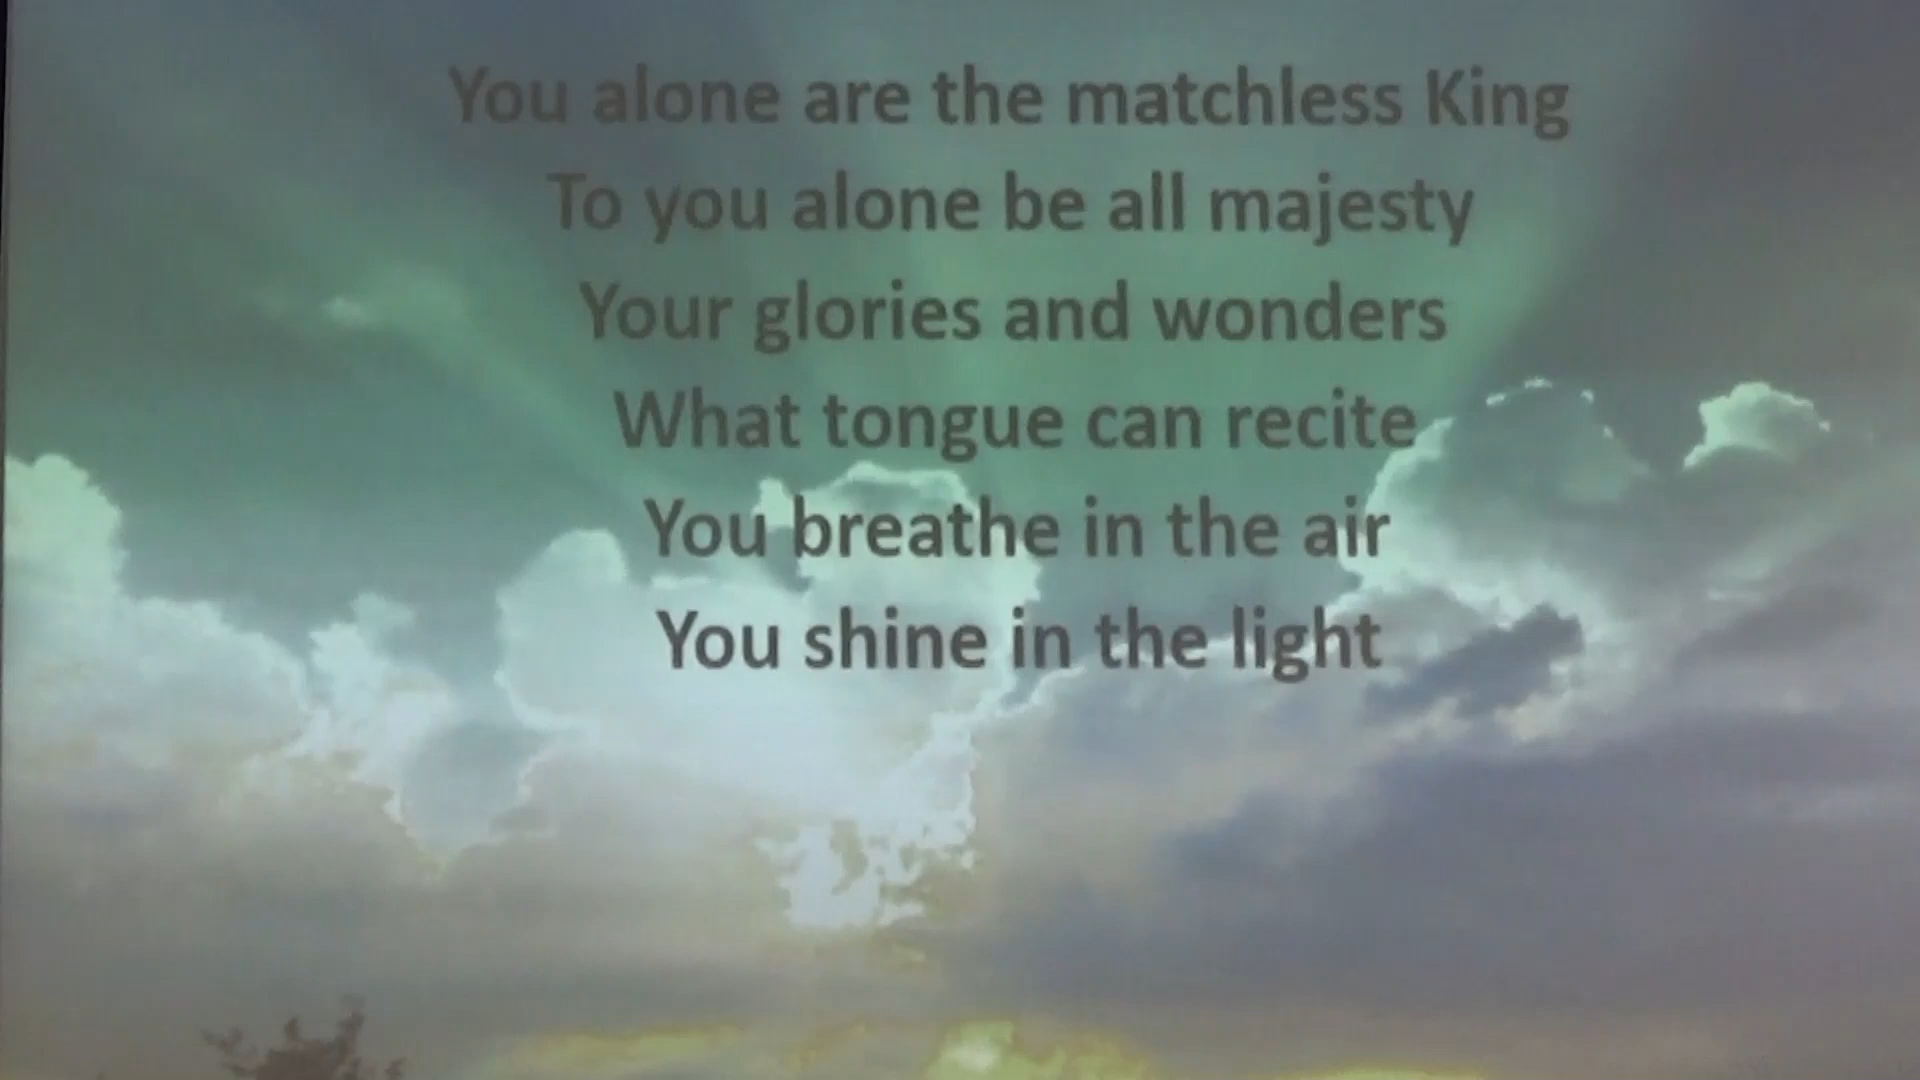 You alone are the matchless King
To you alone be all majesty
Your glories and wonders
What tongue can recite
You breathe in the air
You shine in the light